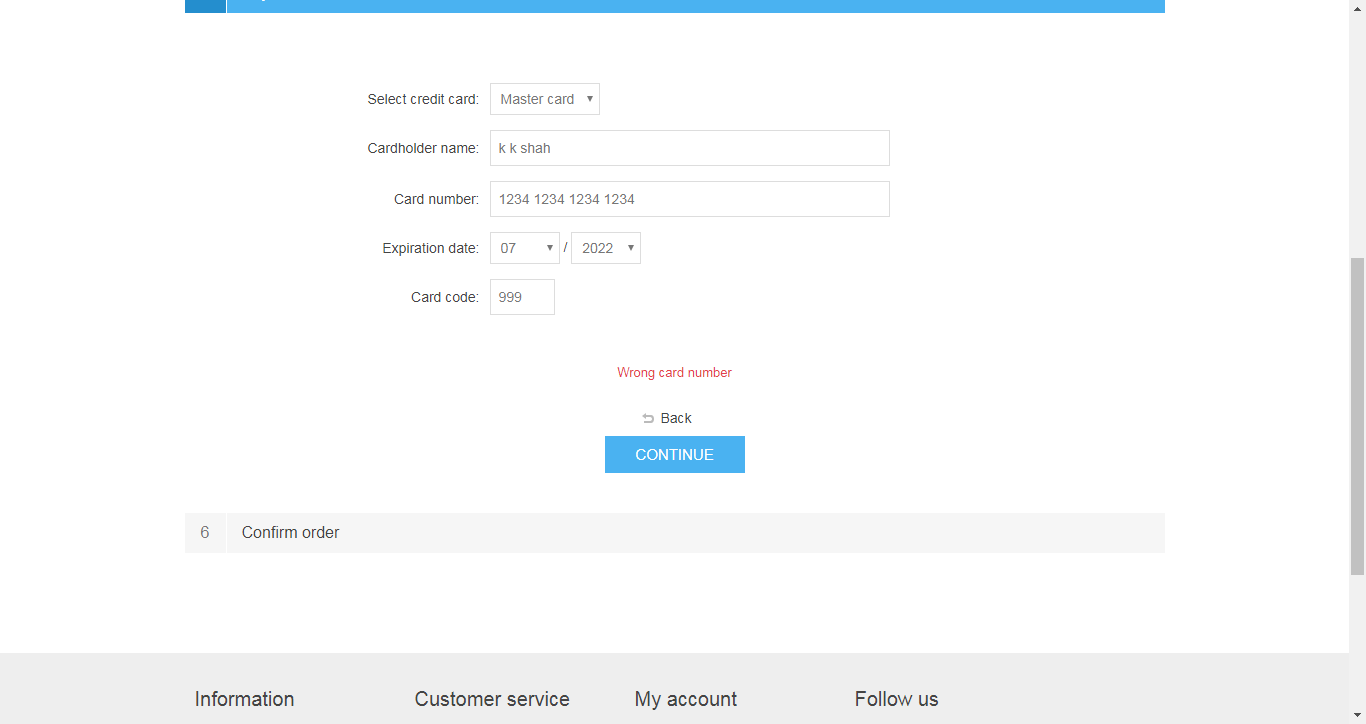 Select credit card: Master card
Cardholder name: k k shah
Card number: 1234 1234 1234 1234
Expiration date: 07 / 2022
Card code: 999
Wrong card number
Back
CONTINUE
6 Confirm order
Information Customer service My account Follow us